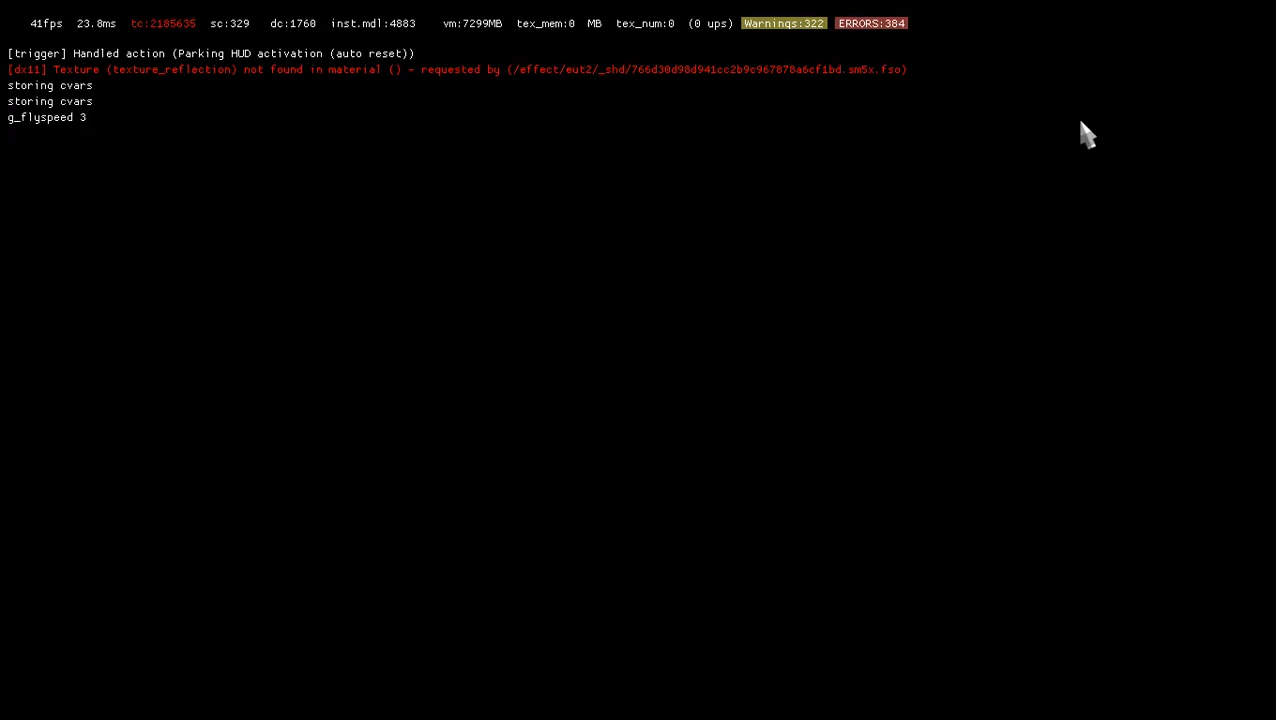 41fps 23.8ms tc:2185635 sc:329 dc:1760 inst.mdl:4883 vm:7299MB tex_mem:0 MB tex_num:0 (0 ups) Warnings:322 ERRORS:384
[trigger] Handled action (Parking HUD activation (auto reset))
[dx11] Texture (texture_reflection) not found in material () - requested by (/effect/eut2/_shd/766d30d98d941cc2b9c967878a6cf1bd.sm5x.fso)
storing cvars
storing cvars
g_flyspeed 3